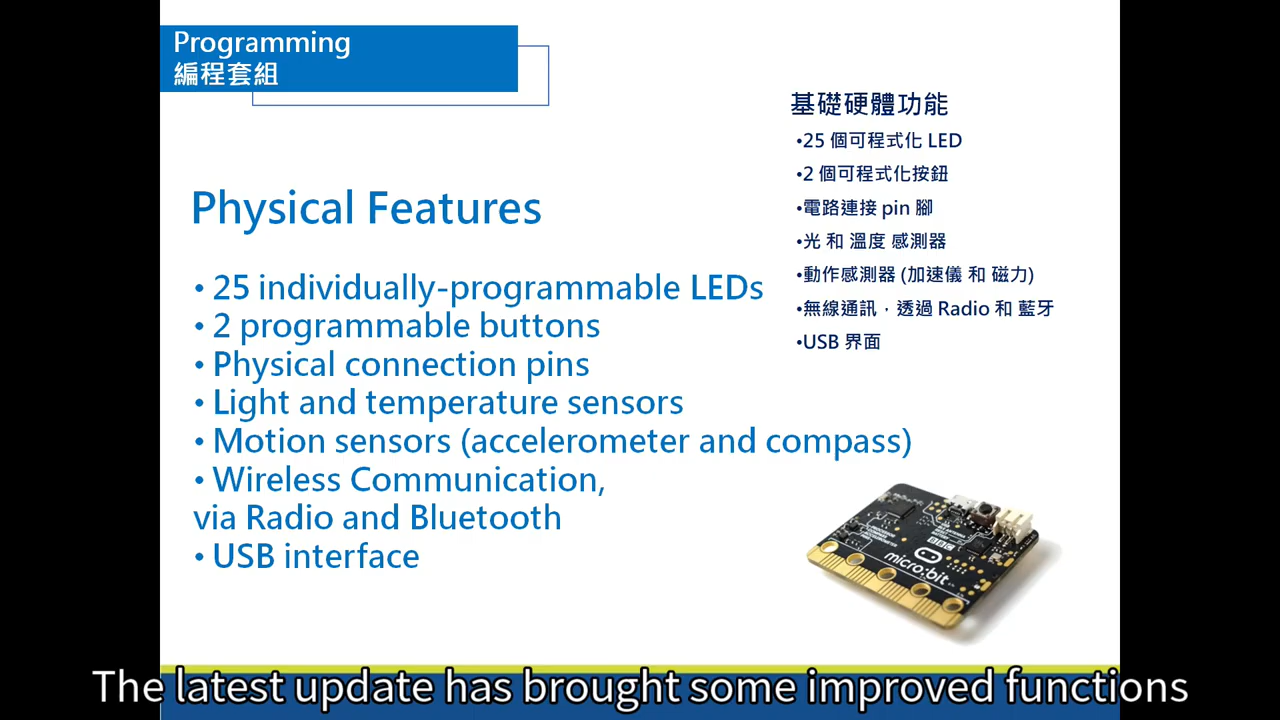 Programming
編程套組
Physical Features
• 25 individually-programmable LEDs
• 2 programmable buttons
• Physical connection pins
• Light and temperature sensors
• Motion sensors (accelerometer and compass)
• Wireless Communication,
via Radio and Bluetooth
• USB interface
基礎硬體功能
•25 個可程式化 LED
•2 個可程式化按鈕
•電路連接 pin 腳
•光 和 溫度 感測器
•動作感測器 (加速儀 和 磁力)
•無線通訊，透過 Radio 和 藍牙
•USB 界面
BBC
micro:bit
The latest update has brought some improved functions